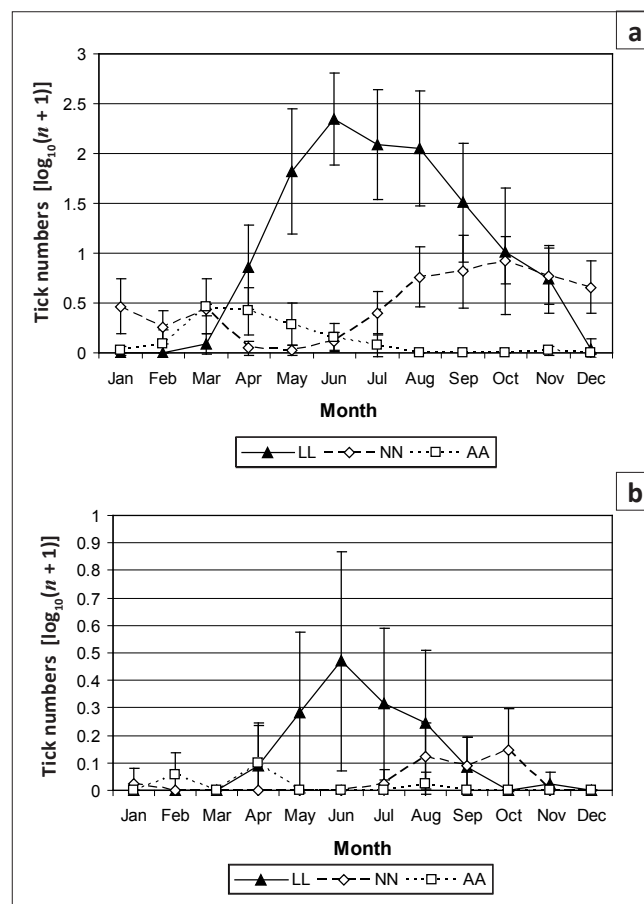 a
3
2.5
2
1.5
1
0.5
0
Tick numbers [log₁₀(n + 1)]
Jan Feb Mar Apr May Jun Jul Aug Sep Oct Nov Dec
Month
LL NN AA
b
1
0.9
0.8
0.7
0.6
0.5
0.4
0.3
0.2
0.1
0
Tick numbers [log₁₀(n + 1)]
Jan Feb Mar Apr May Jun Jul Aug Sep Oct Nov Dec
Month
LL NN AA